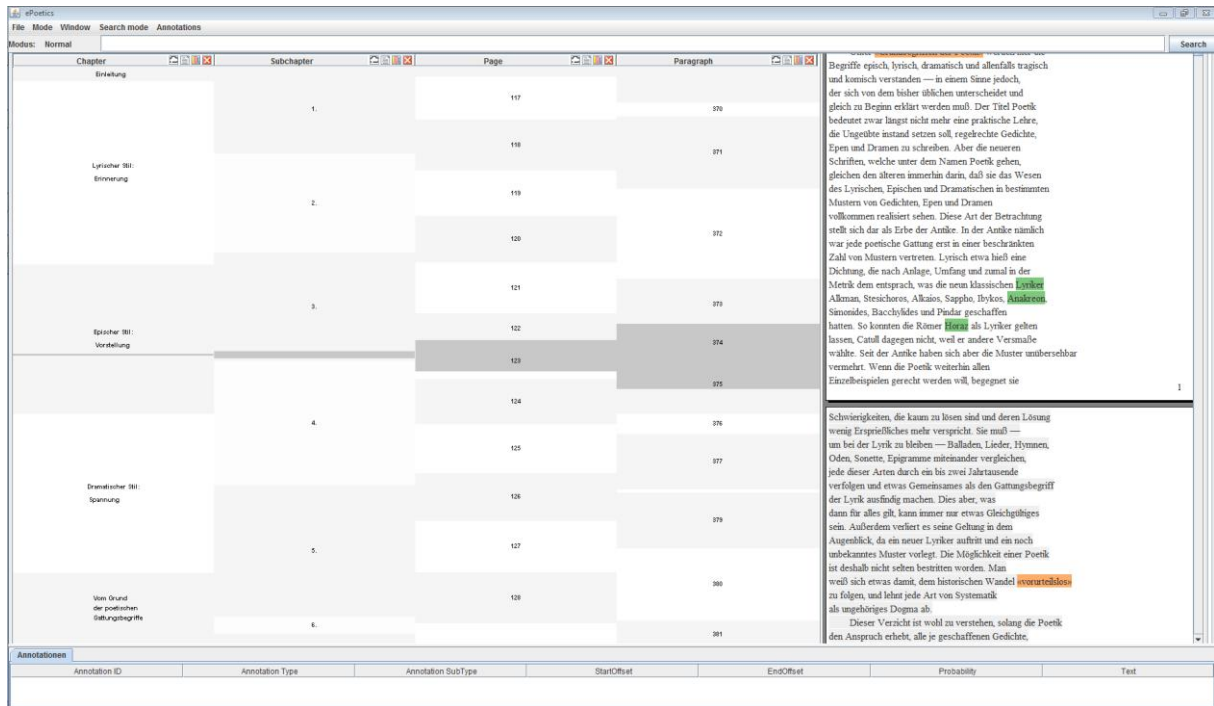 ePoetics
File Mode Window Search mode Annotations
Modus: Normal
Search
Chapter
Einleitung
Lyrischer Stil:
Erinnerung
Epischer Stil:
Vorstellung
Dramatischer Stil:
Spannung
Vom Grund
der poetischen
Gattungsbegriffe
Subchapter
1.
2.
3.
4.
5.
6.
Page
117
118
119
120
121
122
123
124
125
126
127
128
Paragraph
370
371
372
373
374
375
376
377
379
380
381
Begriffe episch, lyrisch, dramatisch und allenfalls tragisch
und komisch verstanden — in einem Sinne jedoch,
der sich von dem bisher üblichen unterscheidet und
gleich zu Beginn erklärt werden muß. Der Titel Poetik
bedeutet zwar längst nicht mehr eine praktische Lehre,
die Ungeübte instand setzen soll, regelrechte Gedichte,
Epen und Dramen zu schreiben. Aber die neueren
Schriften, welche unter dem Namen Poetik gehen,
gleichen den älteren immerhin darin, daß sie das Wesen
des Lyrischen, Epischen und Dramatischen in bestimmten
Mustern von Gedichten, Epen und Dramen
vollkommen realisiert sehen. Diese Art der Betrachtung
stellt sich dar als Erbe der Antike. In der Antike nämlich
war jede poetische Gattung erst in einer beschränkten
Zahl von Mustern vertreten. Lyrisch etwa hieß eine
Dichtung, die nach Anlage, Umfang und zumal in der
Metrik dem entsprach, was die neun klassischen Lyriker
Alkman, Stesichoros, Alkaios, Sappho, Ibykos, Anakreon,
Simonides, Bacchylides und Pindar geschaffen
hatten. So konnten die Römer Horaz als Lyriker gelten
lassen, Catull dagegen nicht, weil er andere Versmaße
wählte. Seit der Antike haben sich aber die Muster unübersehbar
vermehrt. Wenn die Poetik weiterhin allen
Einzelbeispielen gerecht werden will, begegnet sie
1
Schwierigkeiten, die kaum zu lösen sind und deren Lösung
wenig Ersprießliches mehr verspricht. Sie muß —
um bei der Lyrik zu bleiben — Balladen, Lieder, Hymnen,
Oden, Sonette, Epigramme miteinander vergleichen,
jede dieser Arten durch ein bis zwei Jahrtausende
verfolgen und etwas Gemeinsames als den Gattungsbegriff
der Lyrik ausfindig machen. Dies aber, was
dann für alles gilt, kann immer nur etwas Gleichgültiges
sein. Außerdem verliert es seine Geltung in dem
Augenblick, da ein neuer Lyriker auftritt und ein noch
unbekanntes Muster vorlegt. Die Möglichkeit einer Poetik
ist deshalb nicht selten bestritten worden. Man
weiß sich etwas damit, dem historischen Wandel «vorurteilslos»
zu folgen, und lehnt jede Art von Systematik
als ungehöriges Dogma ab.
Dieser Verzicht ist wohl zu verstehen, solang die Poetik
den Anspruch erhebt, alle je geschaffenen Gedichte,
Annotationen
Annotation ID Annotation Type Annotation SubType StartOffset EndOffset Probability Text